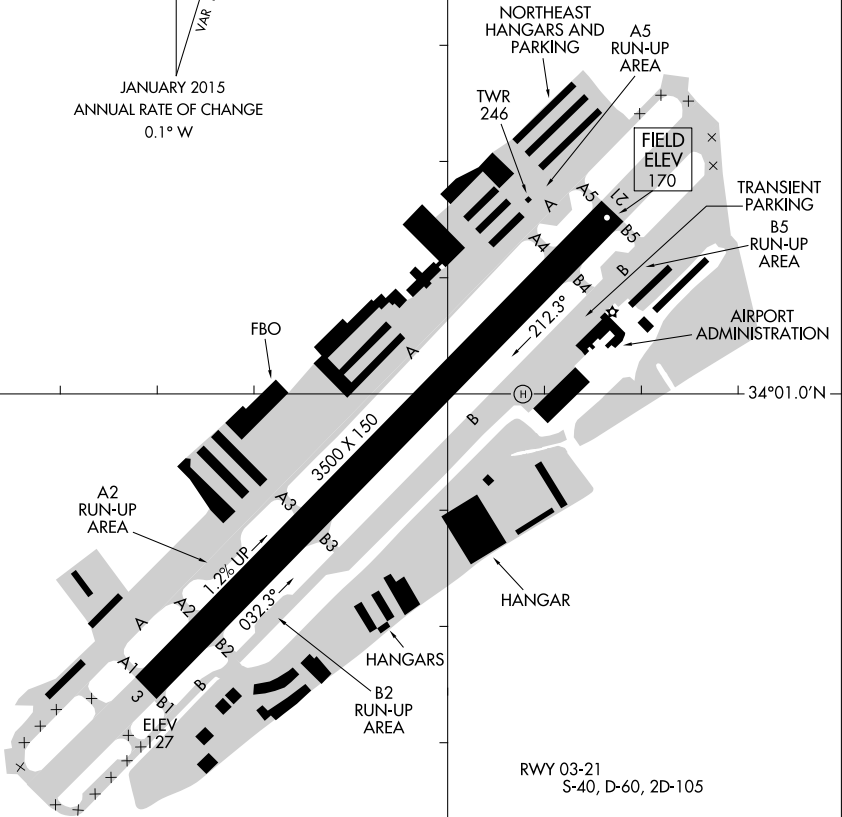 VAR
JANUARY 2015
ANNUAL RATE OF CHANGE
0.1° W
NORTHEAST
HANGARS AND
PARKING
A5
RUN-UP
AREA
TWR
246
FIELD
ELEV
170
TRANSIENT
PARKING
B5
RUN-UP
AREA
AIRPORT
ADMINISTRATION
A5
21
A
B5
A4
B
B4
212.3°
FBO
A
H
34°01.0'N
B
3500 X 150
A2
RUN-UP
AREA
A3
B3
1.2% UP
032.3°
HANGAR
A
A2
B2
HANGARS
A1
B
3
B1
B2
RUN-UP
AREA
ELEV
127
RWY 03-21
S-40, D-60, 2D-105